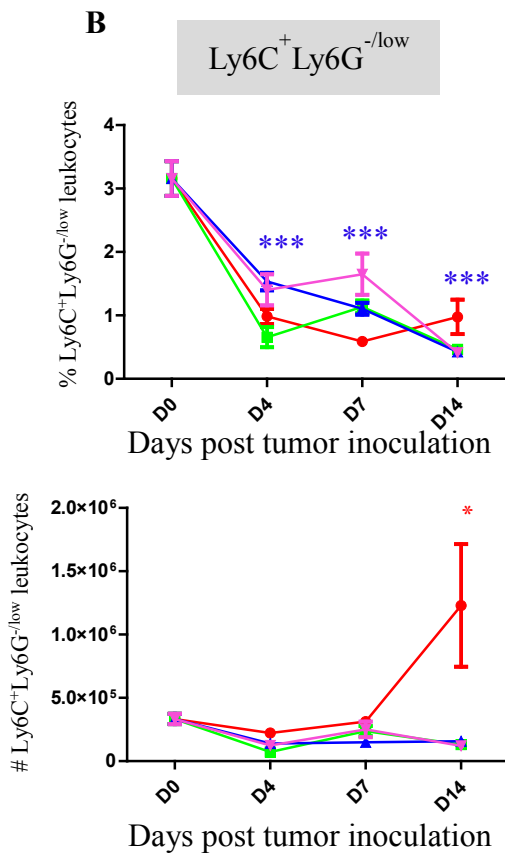 B
Ly6C⁺Ly6G⁻/ˡᵒʷ
% Ly6C⁺Ly6G⁻/ˡᵒʷ leukocytes
4
3
2
1
0
***
***
***
D0
D4
D7
D14
Days post tumor inoculation
# Ly6C⁺Ly6G⁻/ˡᵒʷ leukocytes
2.0×10⁶
1.5×10⁶
1.0×10⁶
5.0×10⁵
0
*
D0
D4
D7
D14
Days post tumor inoculation